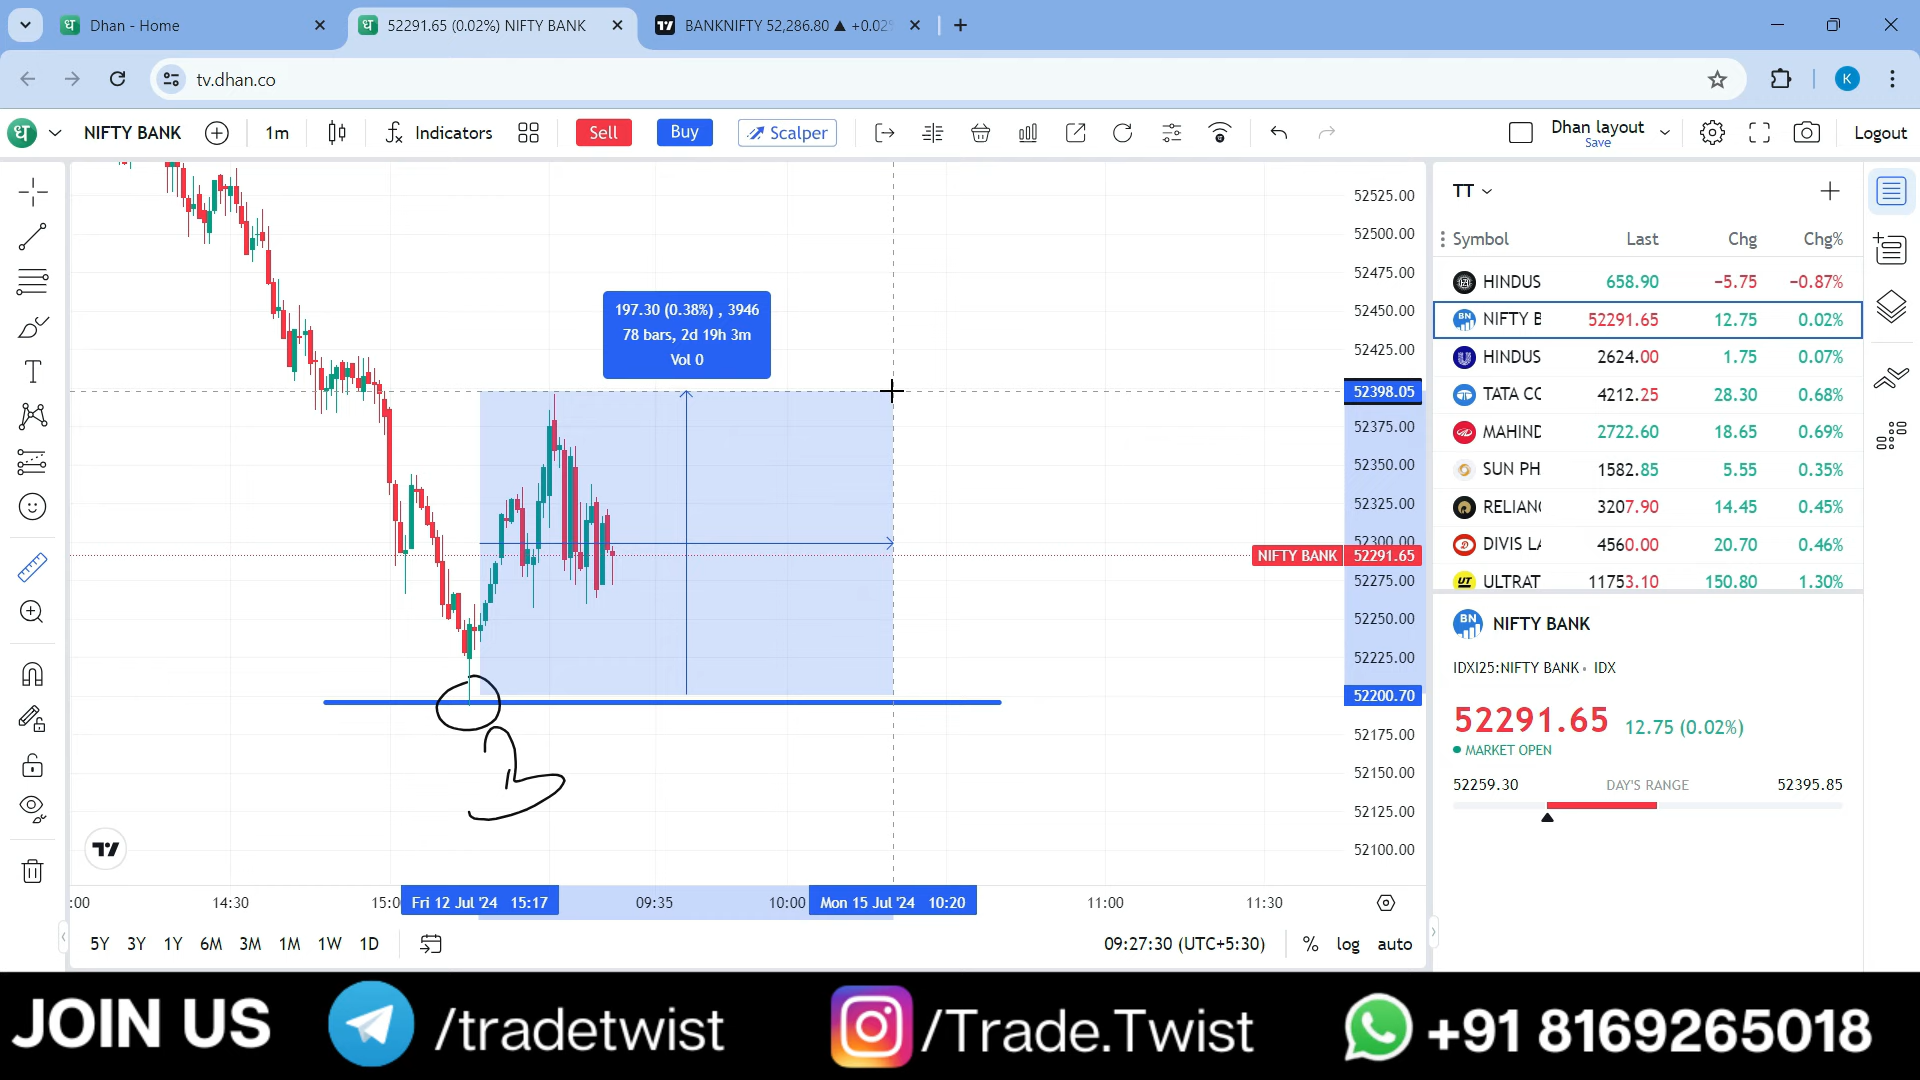 Dhan - Home
52291.65 (0.02%) NIFTY BANK
BANKNIFTY 52,286.80 ▲ +0.02
tv.dhan.co
K
NIFTY BANK
1m
Indicators
Sell
Buy
Scalper
Dhan layout
Save
Logout
52525.00
52500.00
52475.00
52450.00
52425.00
52398.05
52375.00
52350.00
52325.00
52300.00
NIFTY BANK 52291.65
52275.00
52250.00
52225.00
52200.70
52175.00
52150.00
52125.00
52100.00
197.30 (0.38%) , 3946
78 bars, 2d 19h 3m
Vol 0
:00
14:30
15:0
Fri 12 Jul '24 15:17
09:35
10:00
Mon 15 Jul '24 10:20
11:00
11:30
5Y 3Y 1Y 6M 3M 1M 1W 1D
09:27:30 (UTC+5:30)
% log auto
TT
Symbol Last Chg Chg%
HINDUS 658.90 −5.75 −0.87%
NIFTY B 52291.65 12.75 0.02%
HINDUS 2624.00 1.75 0.07%
TATA CO 4212.25 28.30 0.68%
MAHIND 2722.60 18.65 0.69%
SUN PH 1582.85 5.55 0.35%
RELIAN 3207.90 14.45 0.45%
DIVIS LA 4560.00 20.70 0.46%
ULTRAT 11753.10 150.80 1.30%
BN NIFTY BANK
IDXI25:NIFTY BANK • IDX
52291.65 12.75 (0.02%)
MARKET OPEN
52259.30 DAY'S RANGE 52395.85
JOIN US /tradetwist /Trade.Twist +91 8169265018